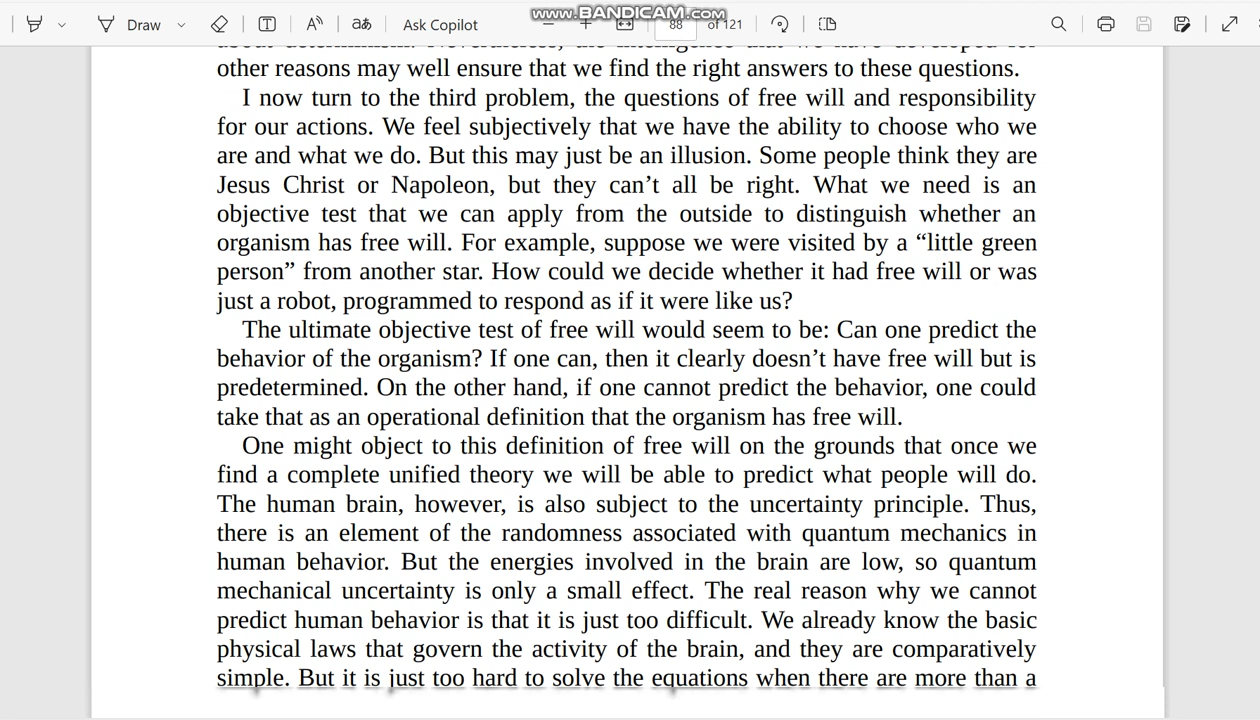 Draw
Ask Copilot
www.BANDICAM.com
88
of 121
about determinism. Nevertheless, the intelligence that we have developed for
other reasons may well ensure that we find the right answers to these questions.
I now turn to the third problem, the questions of free will and responsibility
for our actions. We feel subjectively that we have the ability to choose who we
are and what we do. But this may just be an illusion. Some people think they are
Jesus Christ or Napoleon, but they can’t all be right. What we need is an
objective test that we can apply from the outside to distinguish whether an
organism has free will. For example, suppose we were visited by a “little green
person” from another star. How could we decide whether it had free will or was
just a robot, programmed to respond as if it were like us?
The ultimate objective test of free will would seem to be: Can one predict the
behavior of the organism? If one can, then it clearly doesn’t have free will but is
predetermined. On the other hand, if one cannot predict the behavior, one could
take that as an operational definition that the organism has free will.
One might object to this definition of free will on the grounds that once we
find a complete unified theory we will be able to predict what people will do.
The human brain, however, is also subject to the uncertainty principle. Thus,
there is an element of the randomness associated with quantum mechanics in
human behavior. But the energies involved in the brain are low, so quantum
mechanical uncertainty is only a small effect. The real reason why we cannot
predict human behavior is that it is just too difficult. We already know the basic
physical laws that govern the activity of the brain, and they are comparatively
simple. But it is just too hard to solve the equations when there are more than a